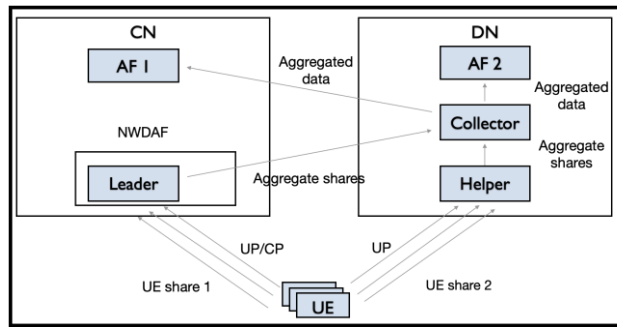 CN
DN
AF 1
Aggregated
data
AF 2
Aggregated
data
Collector
NWDAF
Aggregate
shares
Leader
Aggregate shares
Helper
UP/CP
UP
UE share 1
UE share 2
UE